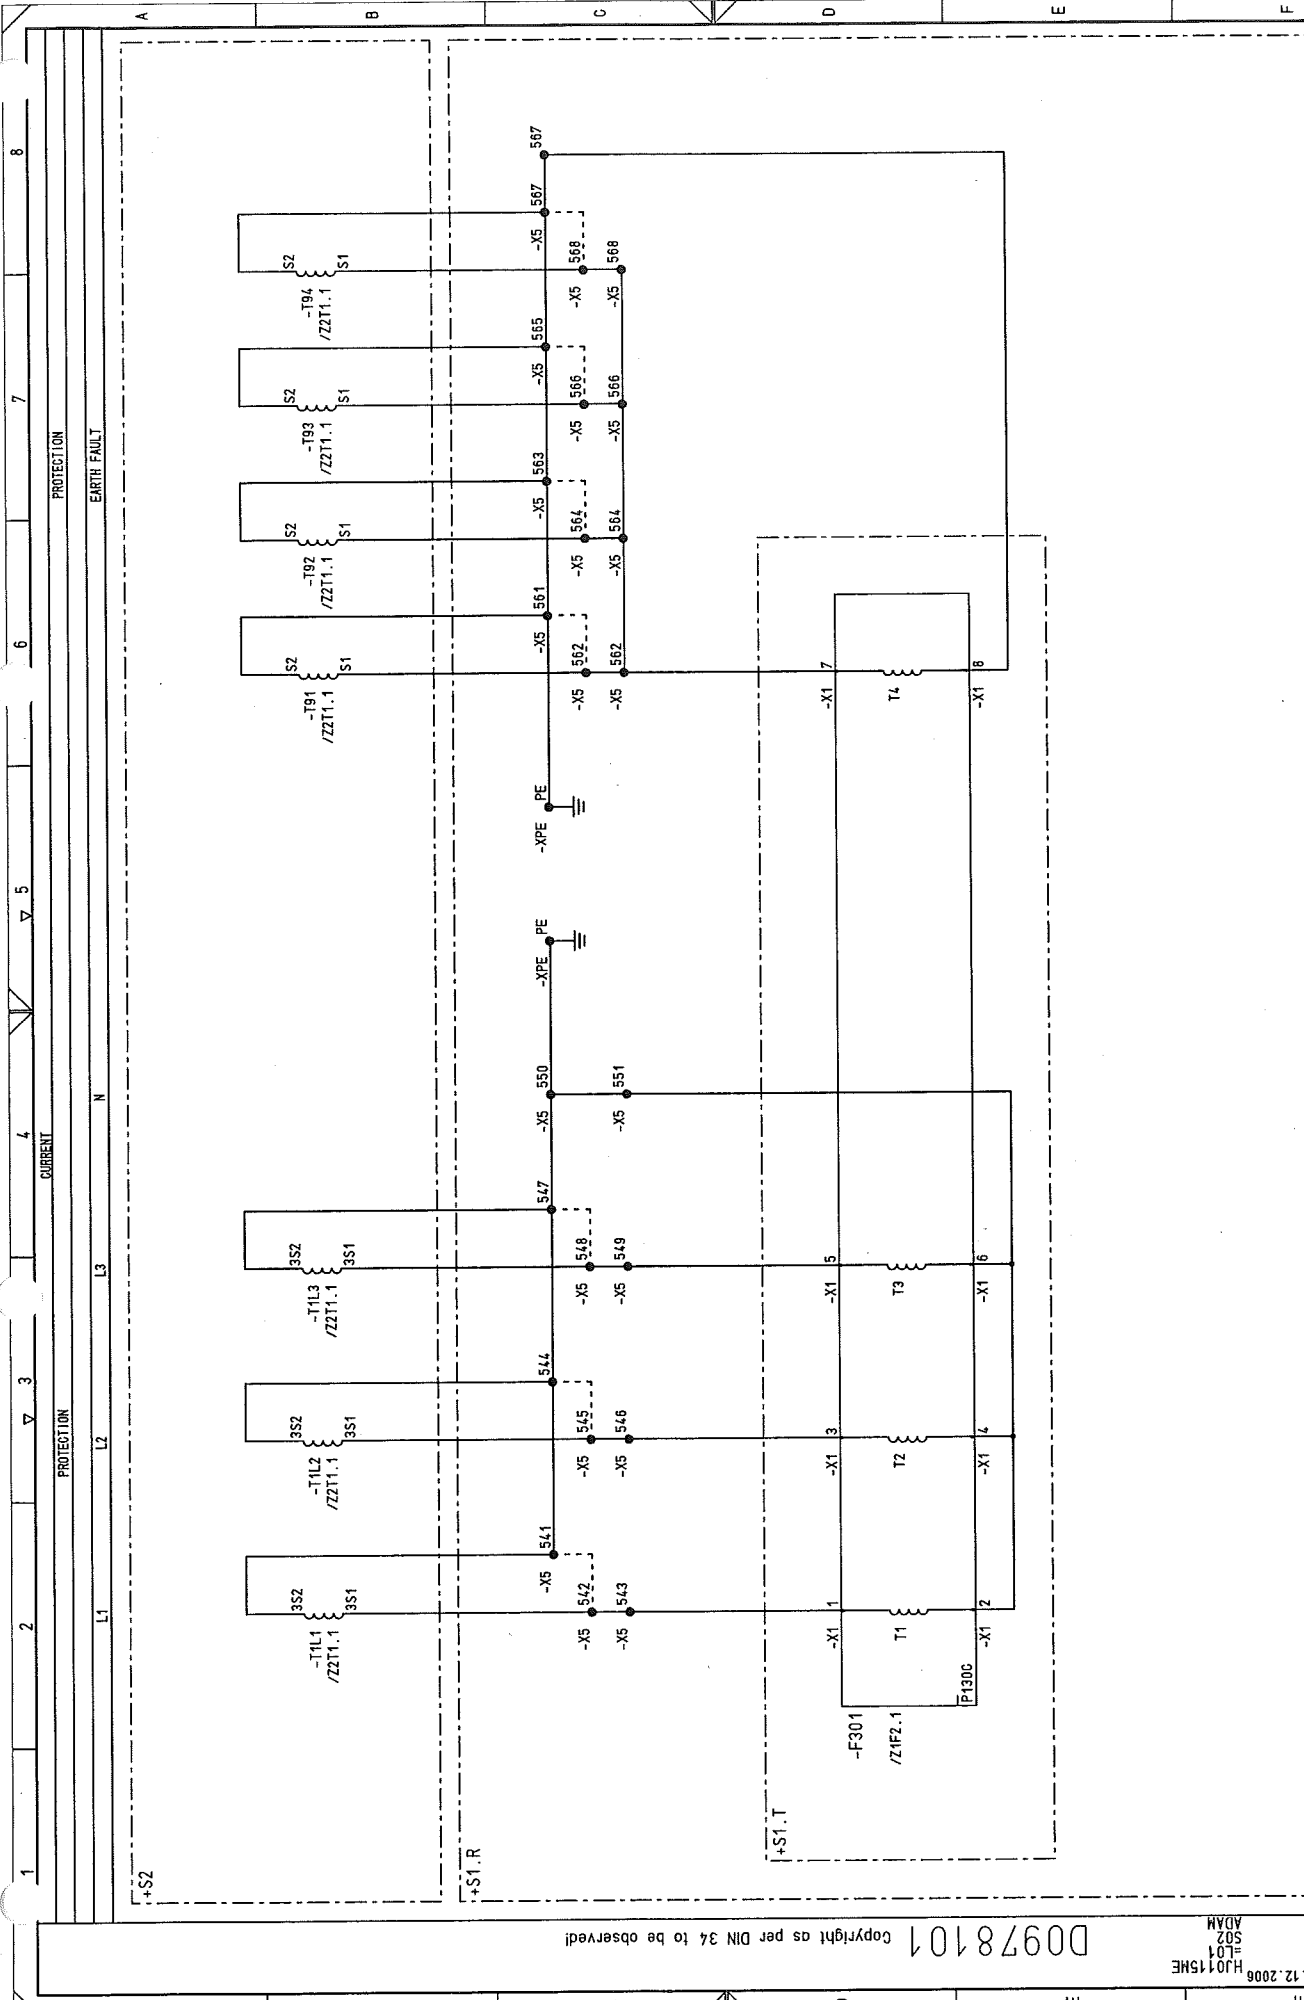 1 2 3 4 5 6 7 8
CURRENT
PROTECTION PROTECTION
L1 L2 L3 N EARTH FAULT
A
B
C
D
E
F
+S2
-T1L1
/Z2T1.1
3S2
3S1
-T1L2
/Z2T1.1
3S2
3S1
-T1L3
/Z2T1.1
3S2
3S1
-T91
/Z2T1.1
S2
S1
-T92
/Z2T1.1
S2
S1
-T93
/Z2T1.1
S2
S1
-T94
/Z2T1.1
S2
S1
+S1.R
-X5 541 544 547 -X5 550 -XPE PE
-XPE PE -X5 561 -X5 563 -X5 565 -X5 567 567
-X5 542 -X5 545 -X5 548
-X5 562 -X5 564 -X5 566 -X5 568
-X5 543 -X5 546 -X5 549 -X5 551
-X5 562 -X5 564 -X5 566 -X5 568
+S1.T
-X1 1 -X1 3 -X1 5 -X1 7
-F301
/Z1F2.1
T1 T2 T3 T4
P130C
-X1 2 -X1 4 -X1 6 -X1 8
Copyright as per DIN 34 to be observed!
D0978101
ADAM
S02
=L01
HJ0115ME
.12.2006